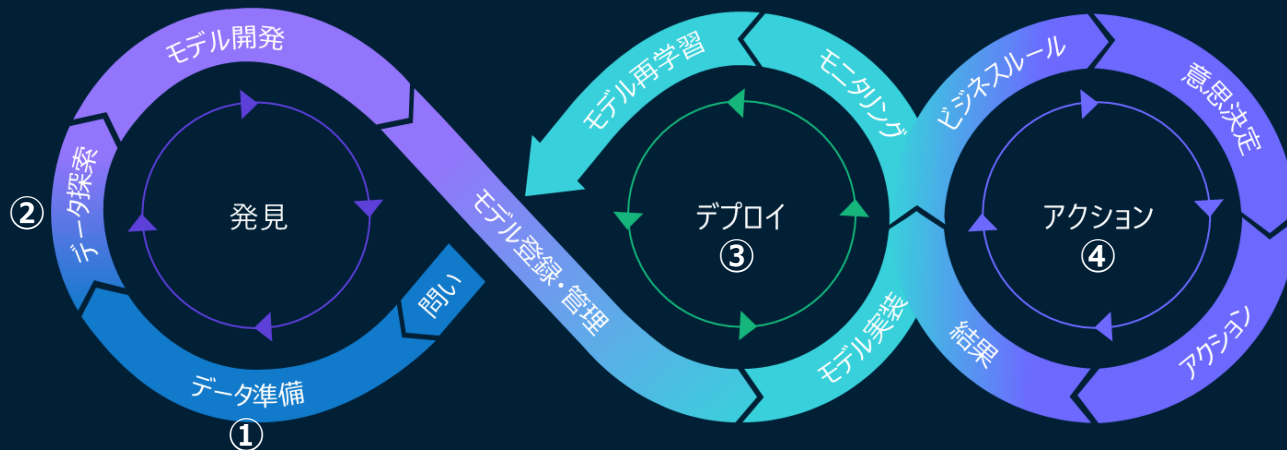 問い
データ準備
①
②
データ探索
モデル開発
発見
モデル登録・管理
モデル実装
モニタリング
モデル再学習
デプロイ
③
ビジネスルール
意思決定
アクション
結果
アクション
④